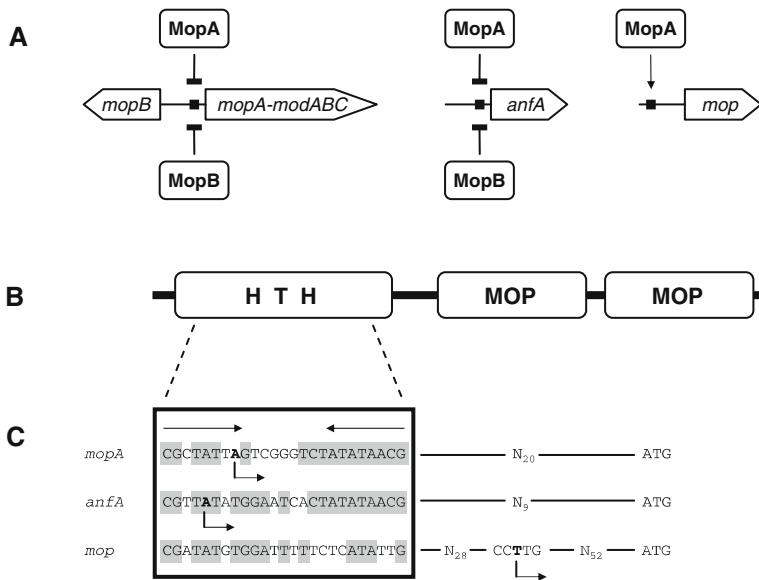 A
MopA MopA MopA
mopB mopA-modABC anfA mop
MopB MopB
B
H T H MOP MOP
C
mopA CGCTATTAGTCGGGTCTATATAACG N20 ATG
anfA CGTTATATGGAATCACTATATAACG N9 ATG
mop CGATATGTGGATTTTTCTCATATTG N28 CCTTG N52 ATG